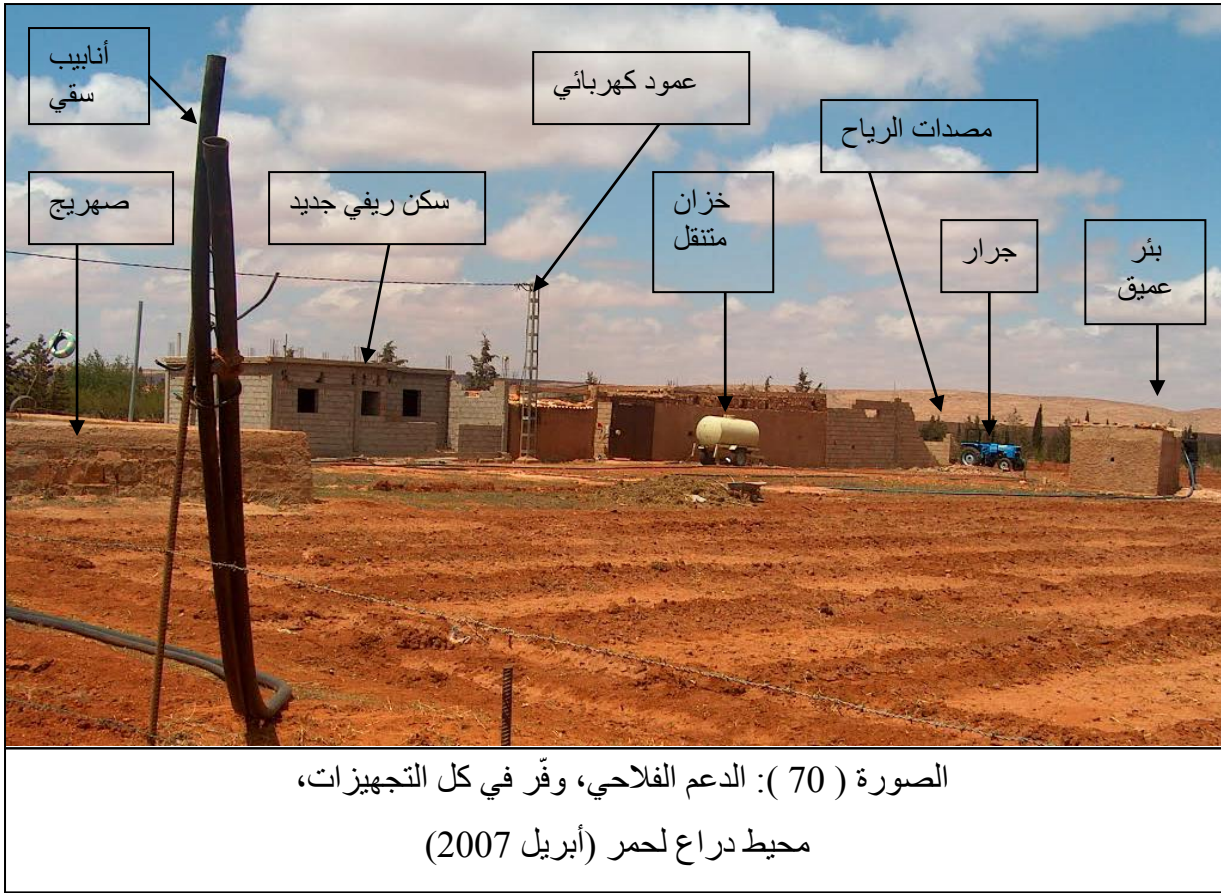 أنابيب
سقي
عمود كهربائي
مصدات الرياح
صهريج
سكن ريفي جديد
خزان
متنقل
جرار
بئر
عميق
الصورة ( 70 ): الدعم الفلاحي، وفّر في كل التجهيزات،
محيط دراع لحمر (أبريل 2007)